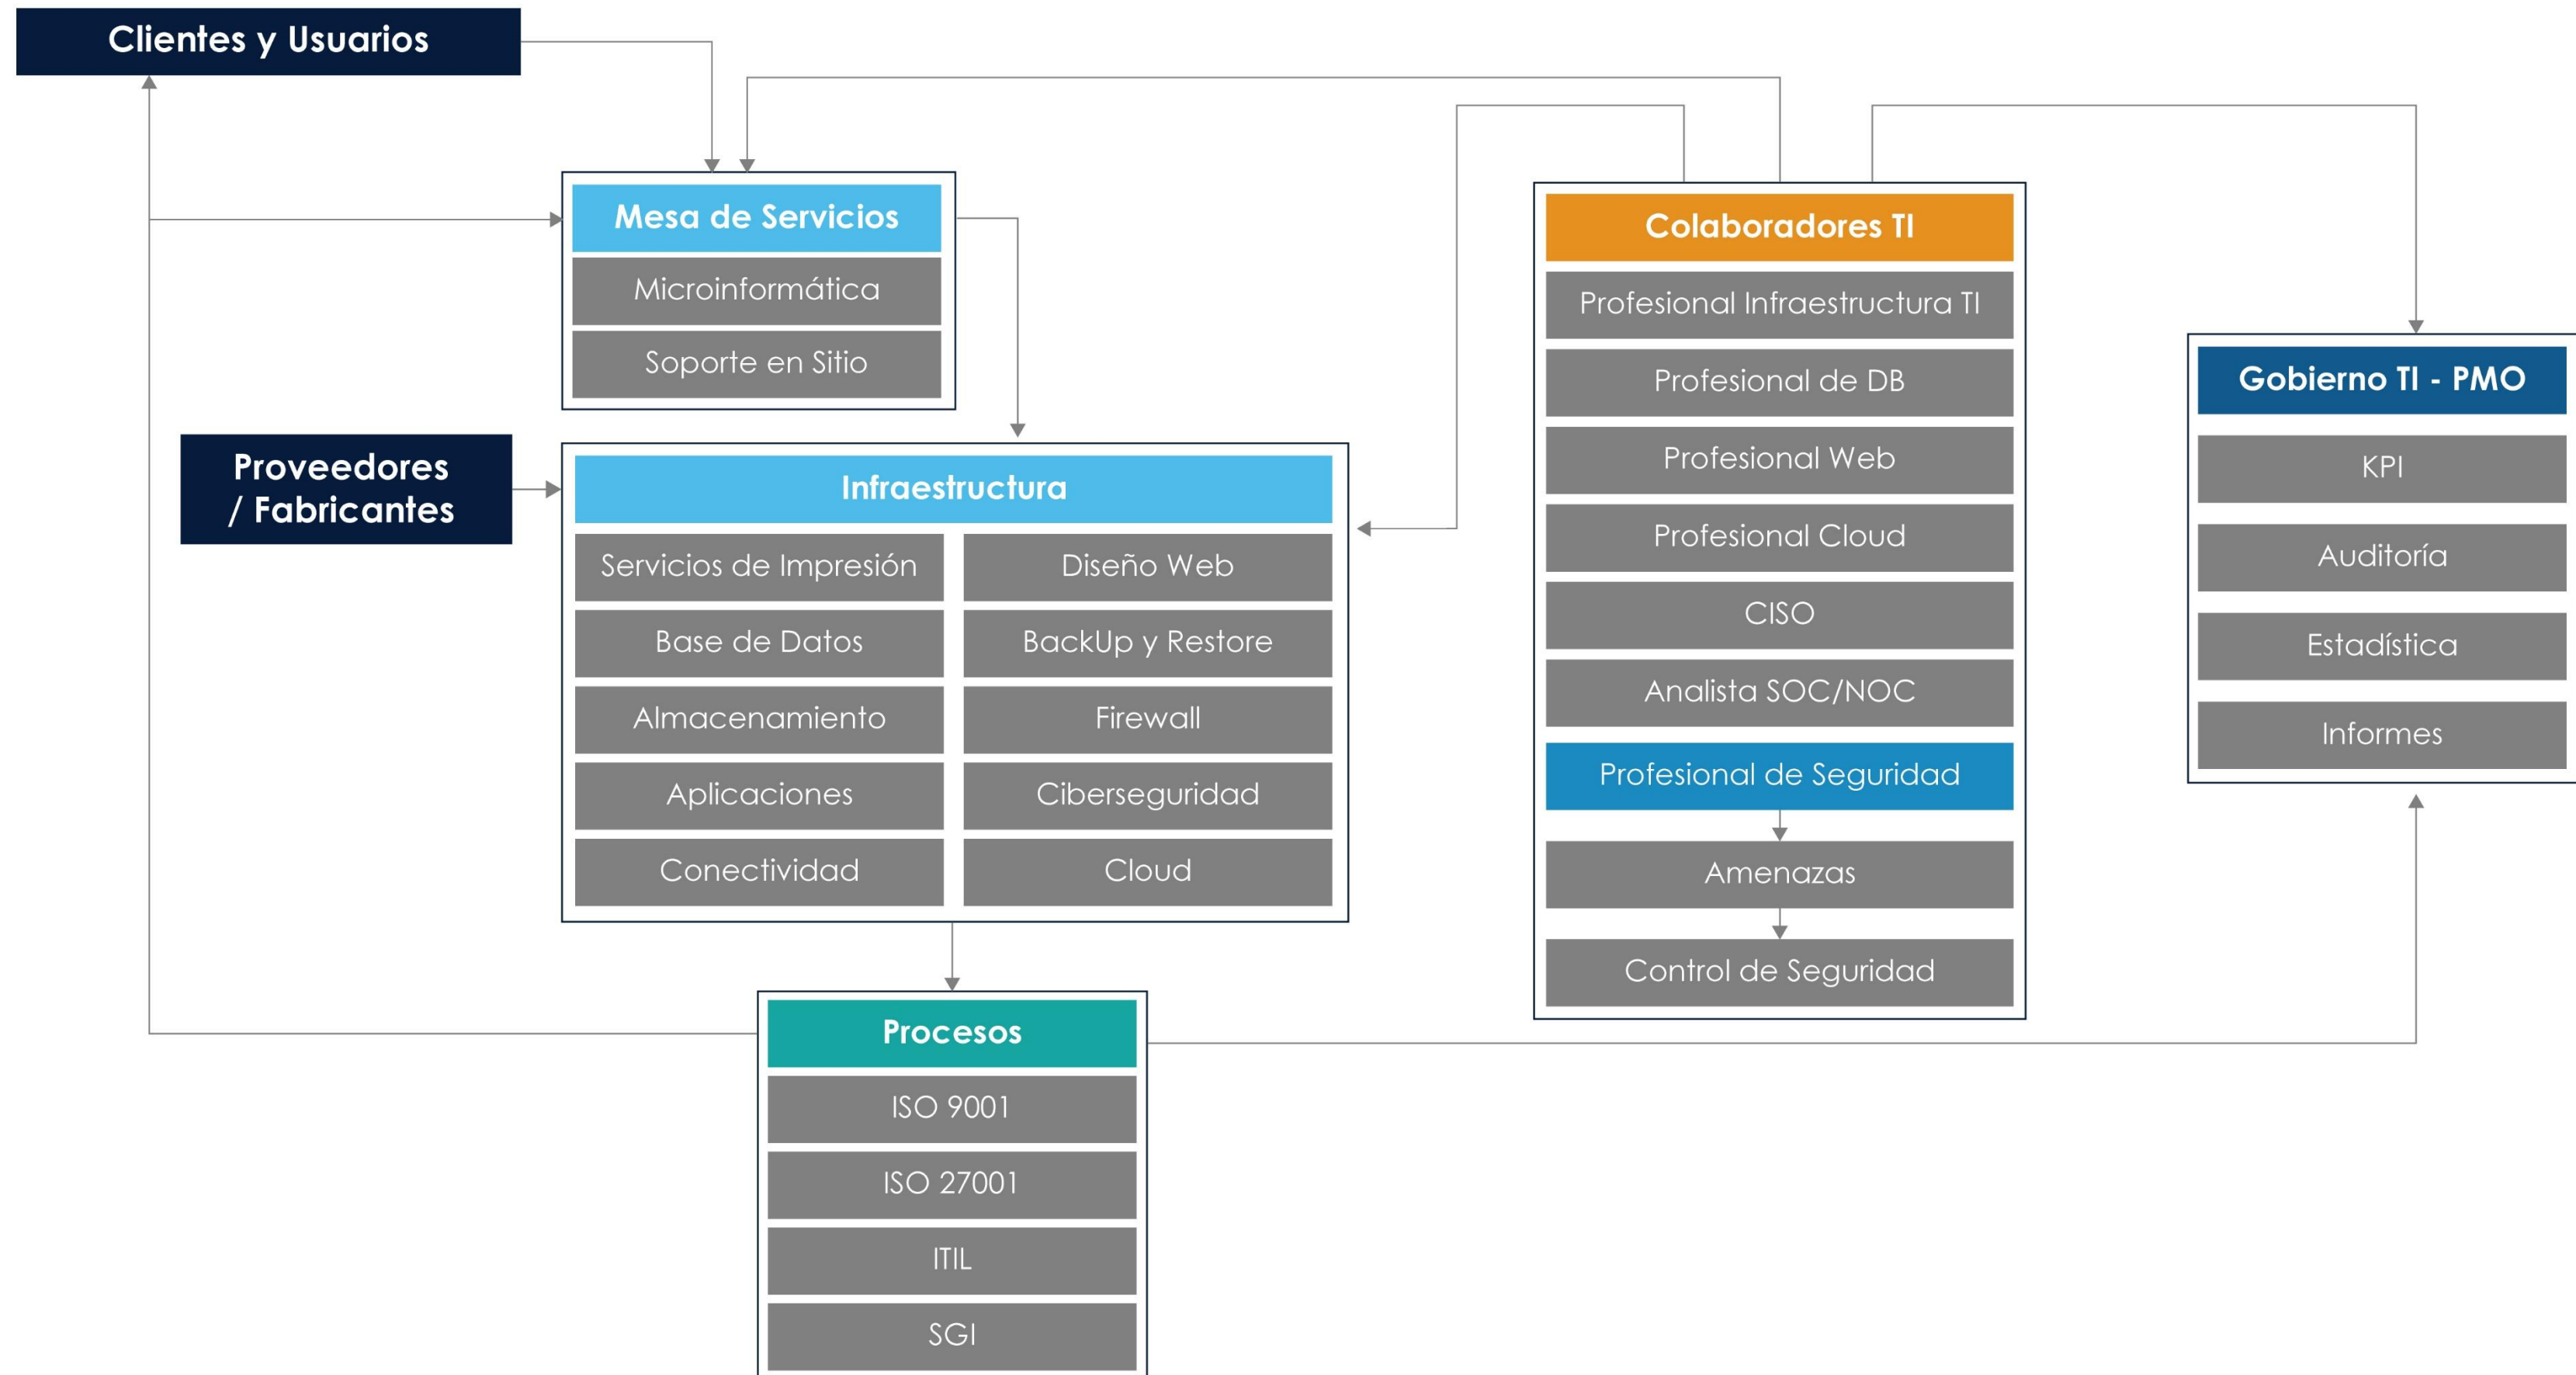 Clientes y Usuarios
Mesa de Servicios
Microinformática
Soporte en Sitio
Proveedores
/ Fabricantes
Infraestructura
Servicios de Impresión
Diseño Web
Base de Datos
BackUp y Restore
Almacenamiento
Firewall
Aplicaciones
Ciberseguridad
Conectividad
Cloud
Procesos
ISO 9001
ISO 27001
ITIL
SGI
Colaboradores TI
Profesional Infraestructura TI
Profesional de DB
Profesional Web
Profesional Cloud
CISO
Analista SOC/NOC
Profesional de Seguridad
Amenazas
Control de Seguridad
Gobierno TI - PMO
KPI
Auditoría
Estadística
Informes